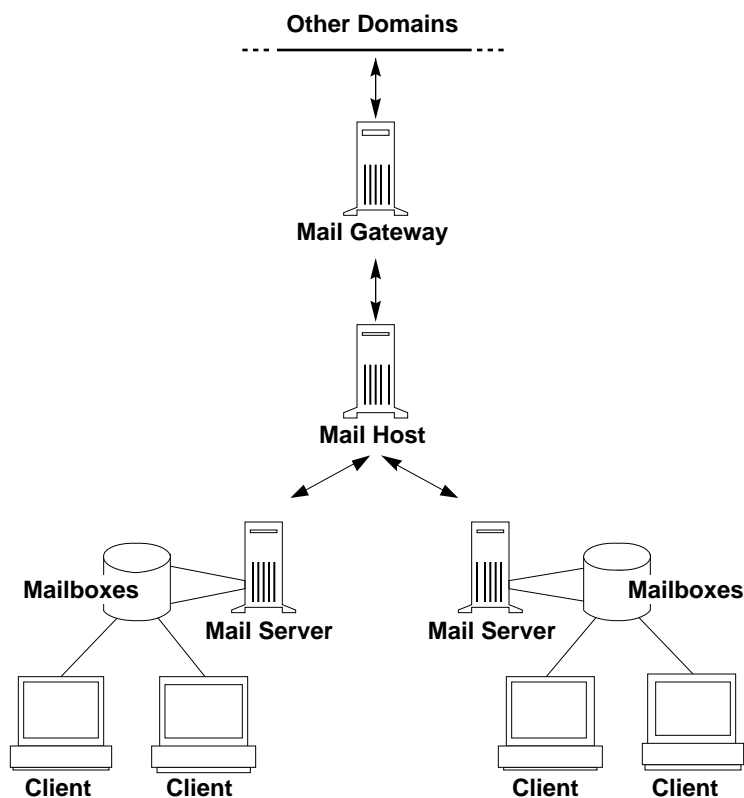 Other Domains
Mail Gateway
Mail Host
Mailboxes
Mail Server
Mail Server
Mailboxes
Client
Client
Client
Client